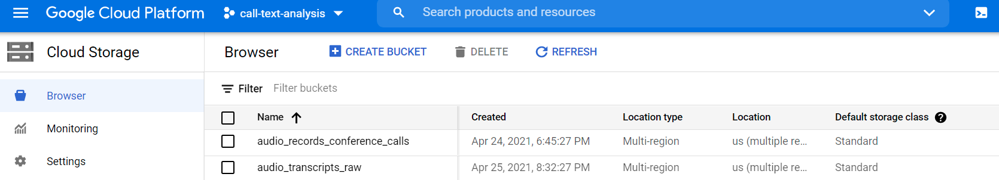 Google Cloud Platform call-text-analysis Search products and resources
Cloud Storage Browser CREATE BUCKET DELETE REFRESH
Browser
Monitoring
Settings
Filter Filter buckets
Name Created Location type Location Default storage class
audio_records_conference_calls Apr 24, 2021, 6:45:27 PM Multi-region us (multiple re... Standard
audio_transcripts_raw Apr 25, 2021, 8:32:27 PM Multi-region us (multiple re... Standard